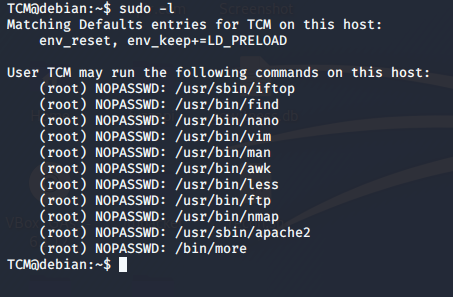 TCM@debian:~$ sudo -l
Matching Defaults entries for TCM on this host:
    env_reset, env_keep+=LD_PRELOAD

User TCM may run the following commands on this host:
    (root) NOPASSWD: /usr/sbin/iftop
    (root) NOPASSWD: /usr/bin/find
    (root) NOPASSWD: /usr/bin/nano
    (root) NOPASSWD: /usr/bin/vim
    (root) NOPASSWD: /usr/bin/man
    (root) NOPASSWD: /usr/bin/awk
    (root) NOPASSWD: /usr/bin/less
    (root) NOPASSWD: /usr/bin/ftp
    (root) NOPASSWD: /usr/bin/nmap
    (root) NOPASSWD: /usr/sbin/apache2
    (root) NOPASSWD: /bin/more
TCM@debian:~$